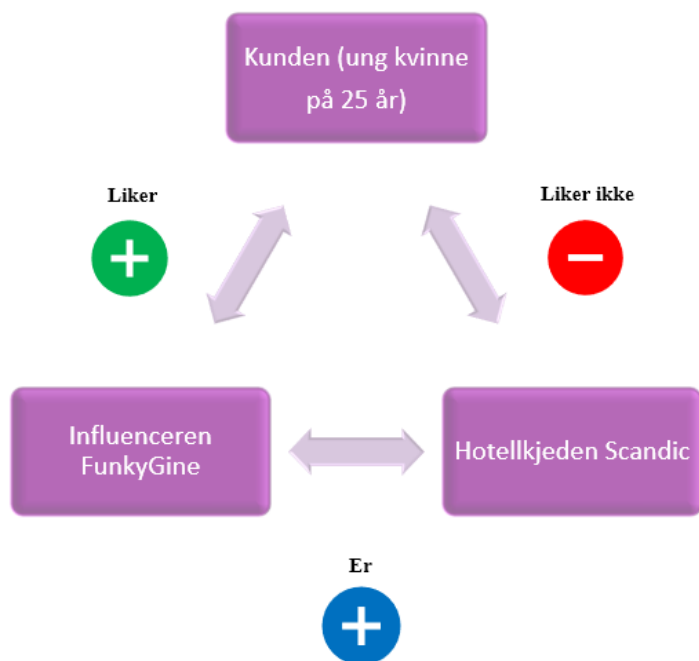 Kunden (ung kvinne
på 25 år)
Liker
Liker ikke
Influenceren
FunkyGine
Hotellkjeden Scandic
Er